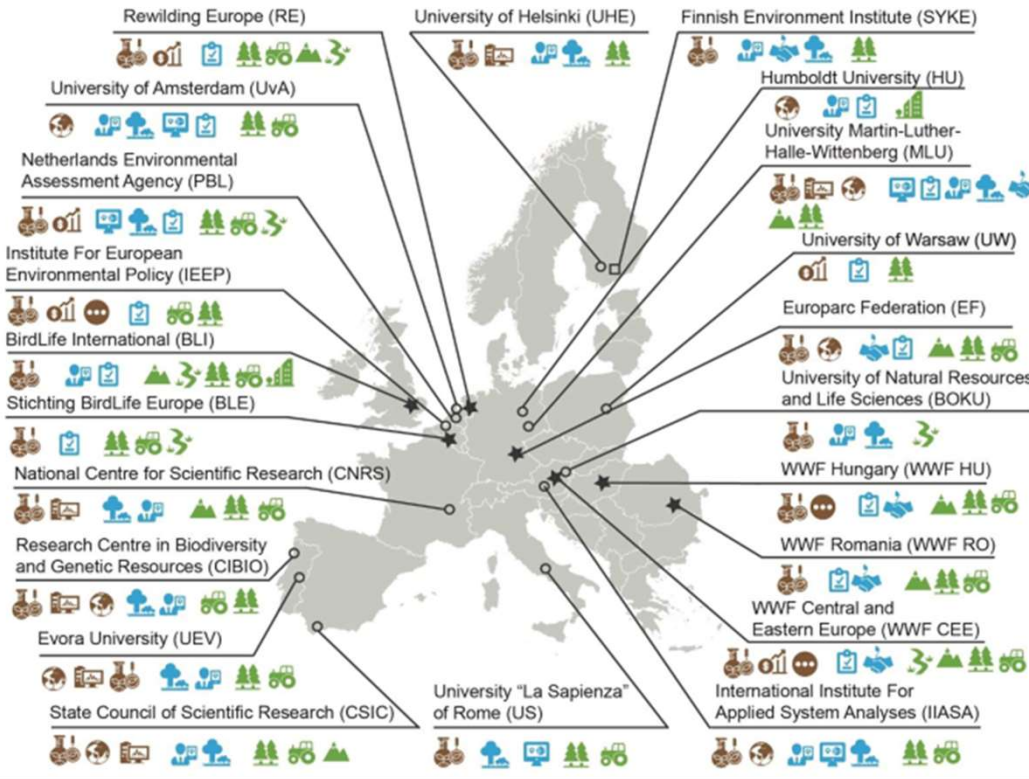 Rewilding Europe (RE)
University of Helsinki (UHE)
Finnish Environment Institute (SYKE)
University of Amsterdam (UvA)
Humboldt University (HU)
Netherlands Environmental
Assessment Agency (PBL)
University Martin-Luther-
Halle-Wittenberg (MLU)
Institute For European
Environmental Policy (IEEP)
University of Warsaw (UW)
BirdLife International (BLI)
Europarc Federation (EF)
Stichting BirdLife Europe (BLE)
University of Natural Resources
and Life Sciences (BOKU)
National Centre for Scientific Research (CNRS)
WWF Hungary (WWF HU)
Research Centre in Biodiversity
and Genetic Resources (CIBIO)
WWF Romania (WWF RO)
Evora University (UEV)
WWF Central and
Eastern Europe (WWF CEE)
State Council of Scientific Research (CSIC)
University “La Sapienza”
of Rome (US)
International Institute For
Applied System Analyses (IIASA)